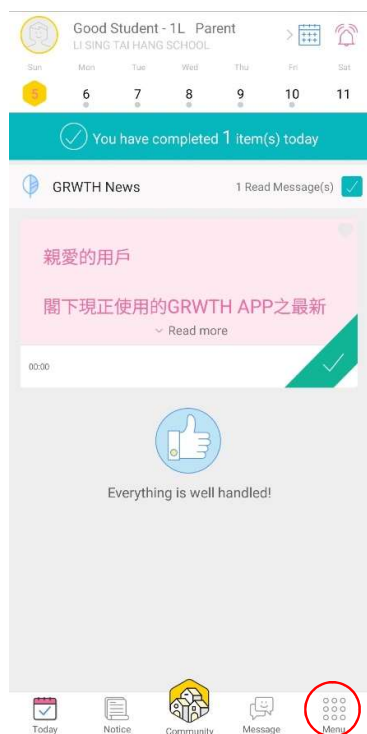 Good Student - 1L Parent
LI SING TAI HANG SCHOOL
Sun Mon Tue Wed Thu Fri Sat
5 6 7 8 9 10 11
You have completed 1 item(s) today
GRWTH News 1 Read Message(s)
親愛的用戶
閣下現正使用的GRWTH APP之最新
Read more
00:00
Everything is well handled!
Today Notice Community Message Menu